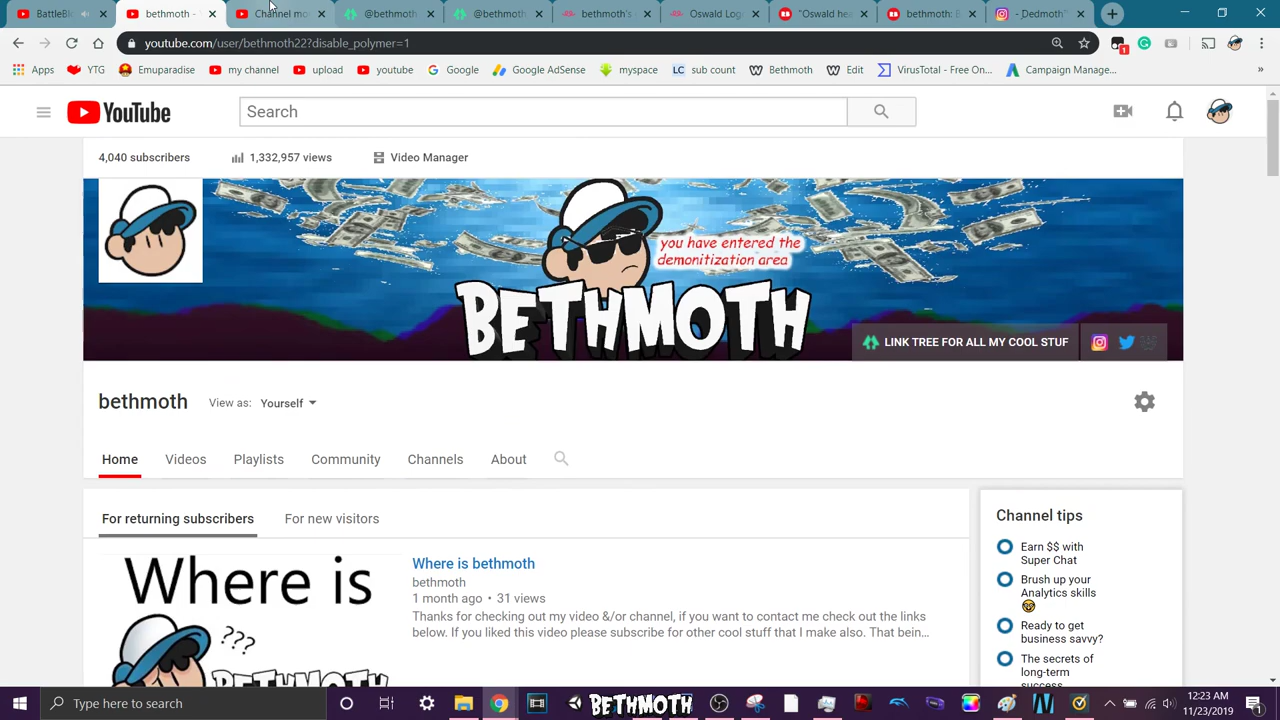 BattleBl
bethmoth - Y
Channel mo
@bethmoth
@bethmoth
bethmoth's
Oswald Log
"Oswald hea
bethmoth: B
- Dedmoth"
youtube.com/user/bethmoth22?disable_polymer=1
1
Apps
YTG
Emuparadise
my channel
upload
youtube
Google
Google AdSense
myspace
LC sub count
Bethmoth
Edit
VirusTotal - Free On...
Campaign Manage...
YouTube
Search
4,040 subscribers
1,332,957 views
Video Manager
you have entered the
demonitization area
BETHMOTH
LINK TREE FOR ALL MY COOL STUF
bethmoth
View as: Yourself
Home
Videos
Playlists
Community
Channels
About
For returning subscribers
For new visitors
Where is
???
BETHMOTH
Where is bethmoth
bethmoth
1 month ago • 31 views
Thanks for checking out my video &/or channel, if you want to contact me check out the links
below. If you liked this video please subscribe for other cool stuff that I make also. That bein...
Channel tips
Earn $$ with
Super Chat
Brush up your
Analytics skills
Ready to get
business savvy?
The secrets of
long-term
success
Type here to search
BETHMOTH
12:23 AM
11/23/2019
1